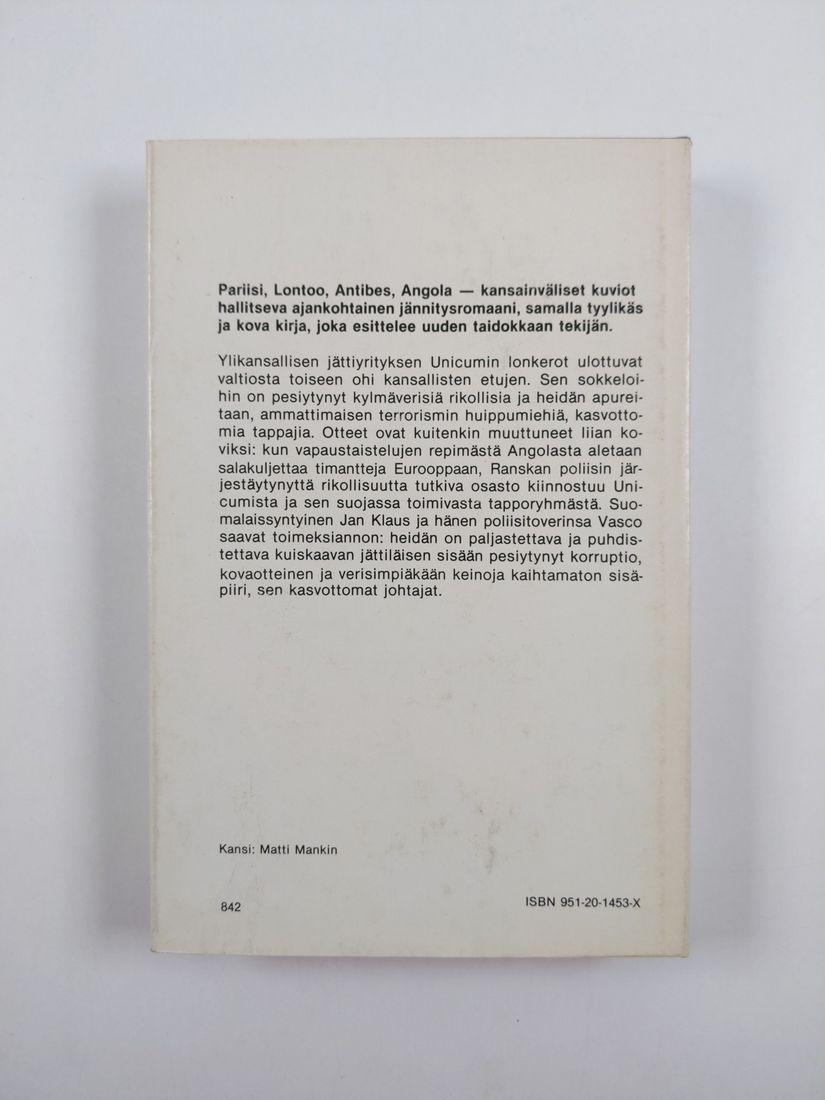 Pariisi, Lontoo, Antibes, Angola — kansainväliset kuviot
hallitseva ajankohtainen jännitysromaani, samalla tyylikäs
ja kova kirja, joka esittelee uuden taidokkaan tekijän.
Ylikansallisen jättiyrityksen Unicumin lonkerot ulottuvat
valtiosta toiseen ohi kansallisten etujen. Sen sokkeloi-
hin on pesiytynyt kylmäverisiä rikollisia ja heidän apurei-
taan, ammattimaisen terrorismin huippumiehiä, kasvotto-
mia tappajia. Otteet ovat kuitenkin muuttuneet liian ko-
viksi: kun vapaustaistelujen repimästä Angolasta aletaan
salakuljettaa timantteja Eurooppaan, Ranskan poliisin jär-
jestäytynyttä rikollisuutta tutkiva osasto kiinnostuu Uni-
cumista ja sen suojassa toimivasta tapporyhmästä. Suo-
malaissyntyinen Jan Klaus ja hänen poliisitoverinsa Vasco
saavat toimeksiannon: heidän on paljastettava ja puhdis-
tettava kuiskaavan jättiläisen sisään pesiytynyt korruptio,
kovaotteinen ja verisimpiäkään keinoja kaihtamaton sisä-
piiri, sen kasvottomat johtajat.
Kansi: Matti Mankin
842
ISBN 951-20-1453-X